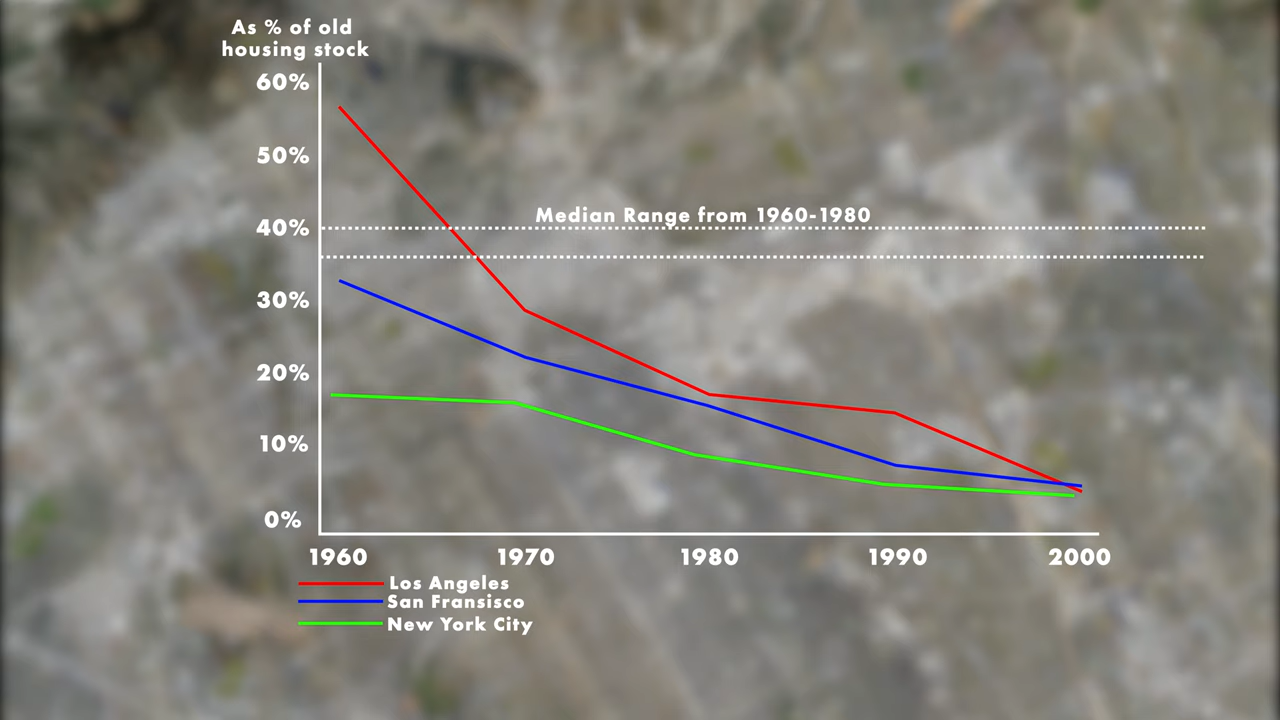 As % of old
housing stock
60%
50%
Median Range from 1960-1980
40%
30%
20%
10%
0%
1960 1970 1980 1990 2000
Los Angeles
San Fransisco
New York City